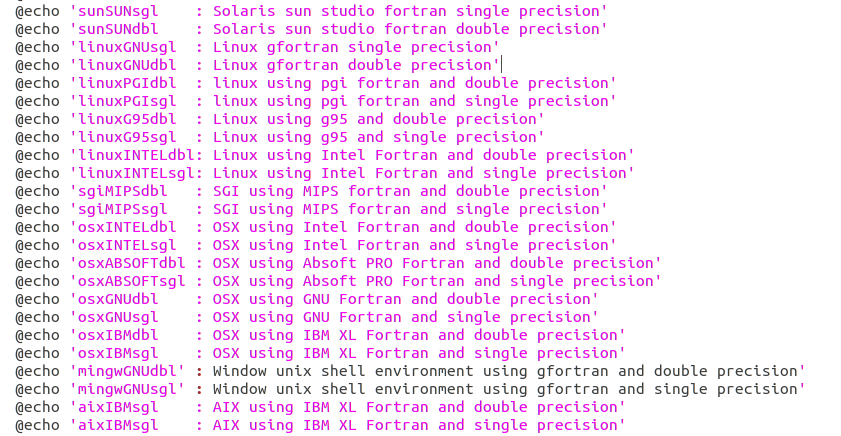 @echo 'sunSUNsgl    : Solaris sun studio fortran single precision'
@echo 'sunSUNdbl    : Solaris sun studio fortran double precision'
@echo 'linuxGNUsgl  : Linux gfortran single precision'
@echo 'linuxGNUdbl  : Linux gfortran double precision'
@echo 'linuxPGIdbl  : linux using pgi fortran and double precision'
@echo 'linuxPGIsgl  : linux using pgi fortran and single precision'
@echo 'linuxG95dbl  : Linux using g95 and double precision'
@echo 'linuxG95sgl  : Linux using g95 and single precision'
@echo 'linuxINTELdbl: Linux using Intel Fortran and double precision'
@echo 'linuxINTELsgl: Linux using Intel Fortran and single precision'
@echo 'sgiMIPSdbl   : SGI using MIPS fortran and double precision'
@echo 'sgiMIPSsgl   : SGI using MIPS fortran and single precision'
@echo 'osxINTELdbl  : OSX using Intel Fortran and double precision'
@echo 'osxINTELsgl  : OSX using Intel Fortran and single precision'
@echo 'osxABSOFTdbl : OSX using Absoft PRO Fortran and double precision'
@echo 'osxABSOFTsgl : OSX using Absoft PRO Fortran and single precision'
@echo 'osxGNUdbl    : OSX using GNU Fortran and double precision'
@echo 'osxGNUsgl    : OSX using GNU Fortran and single precision'
@echo 'osxIBMdbl    : OSX using IBM XL Fortran and double precision'
@echo 'osxIBMsgl    : OSX using IBM XL Fortran and single precision'
@echo 'mingwGNUdbl' : Window unix shell environment using gfortran and double precision'
@echo 'mingwGNUsgl' : Window unix shell environment using gfortran and single precision'
@echo 'aixIBMsgl    : AIX using IBM XL Fortran and double precision'
@echo 'aixIBMsgl    : AIX using IBM XL Fortran and single precision'